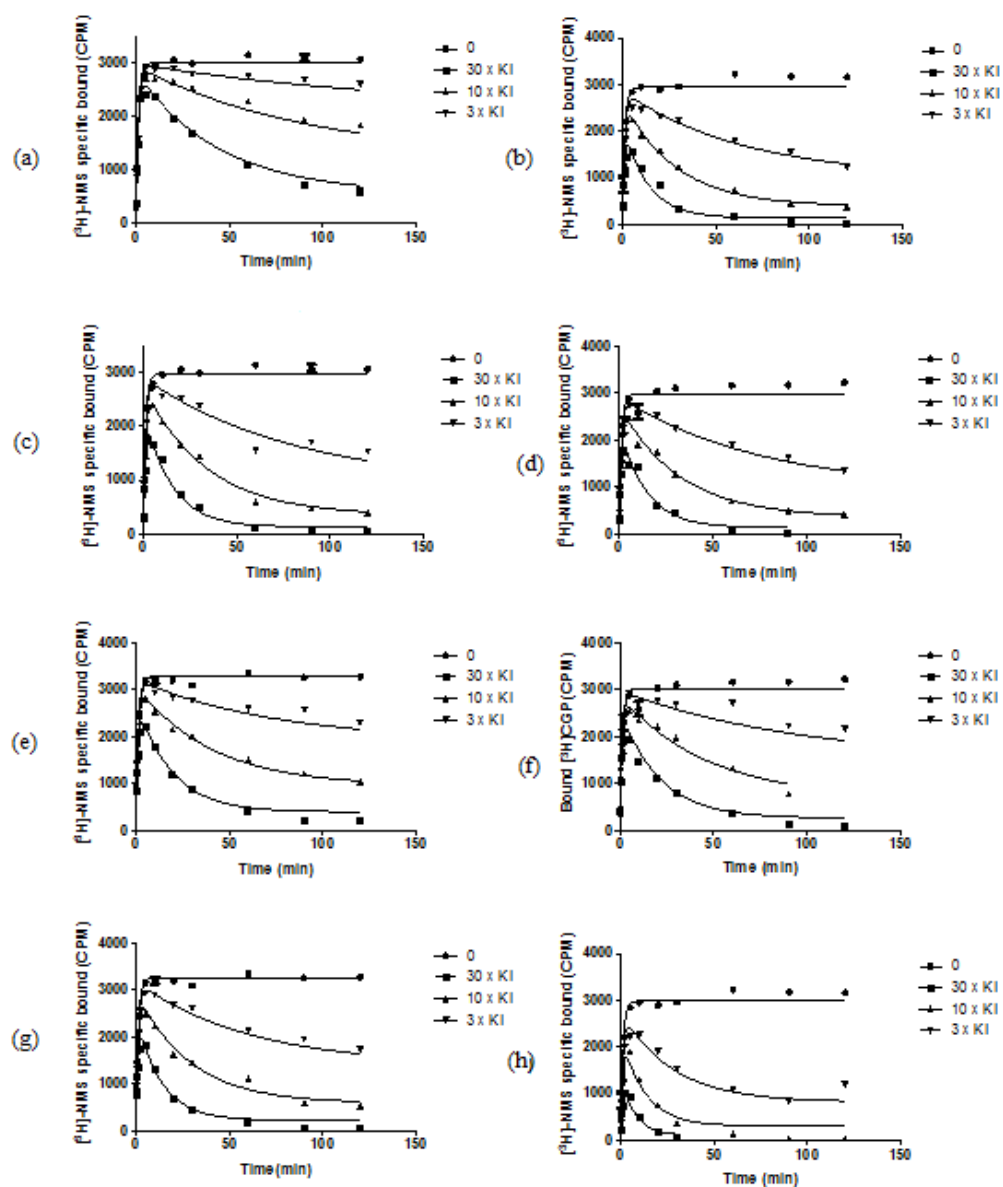 (a)
[³H]-NMS specific bound (CPM)
4000
3000
2000
1000
0
0 50 100 150
Time (min)
0
30 x KI
10 x KI
3 x KI
(b)
[³H]-NMS specific bound (CPM)
4000
3000
2000
1000
0
0 50 100 150
Time (min)
0
30 x KI
10 x KI
3 x KI
(c)
[³H]-NMS specific bound (CPM)
4000
3000
2000
1000
0
0 50 100 150
Time (min)
0
30 x KI
10 x KI
3 x KI
(d)
[³H]-NMS specific bound (CPM)
4000
3000
2000
1000
0
0 50 100 150
Time (min)
0
30 x KI
10 x KI
3 x KI
(e)
[³H]-NMS specific bound (CPM)
4000
3000
2000
1000
0
0 50 100 150
Time (min)
0
30 x KI
10 x KI
3 x KI
(f)
Bound [³H]CGP(CPM)
4000
3000
2000
1000
0
0 50 100 150
Time (min)
0
30 x KI
10 x KI
3 x KI
(g)
[³H]-NMS specific bound (CPM)
4000
3000
2000
1000
0
0 50 100 150
Time (min)
0
30 x KI
10 x KI
3 x KI
(h)
[³H]-NMS specific bound (CPM)
4000
3000
2000
1000
0
0 50 100 150
Time (min)
0
30 x KI
10 x KI
3 x KI